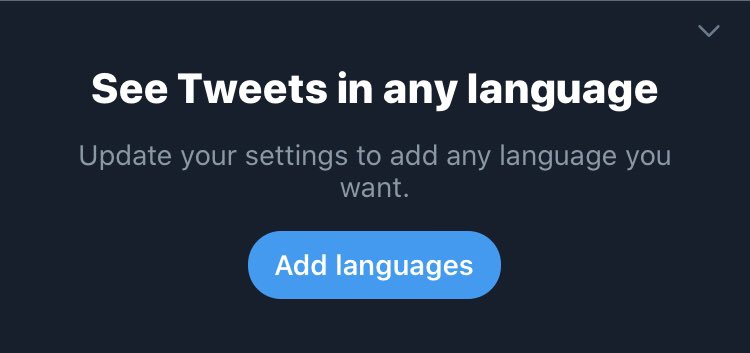 See Tweets in any language
Update your settings to add any language you
want.
Add languages